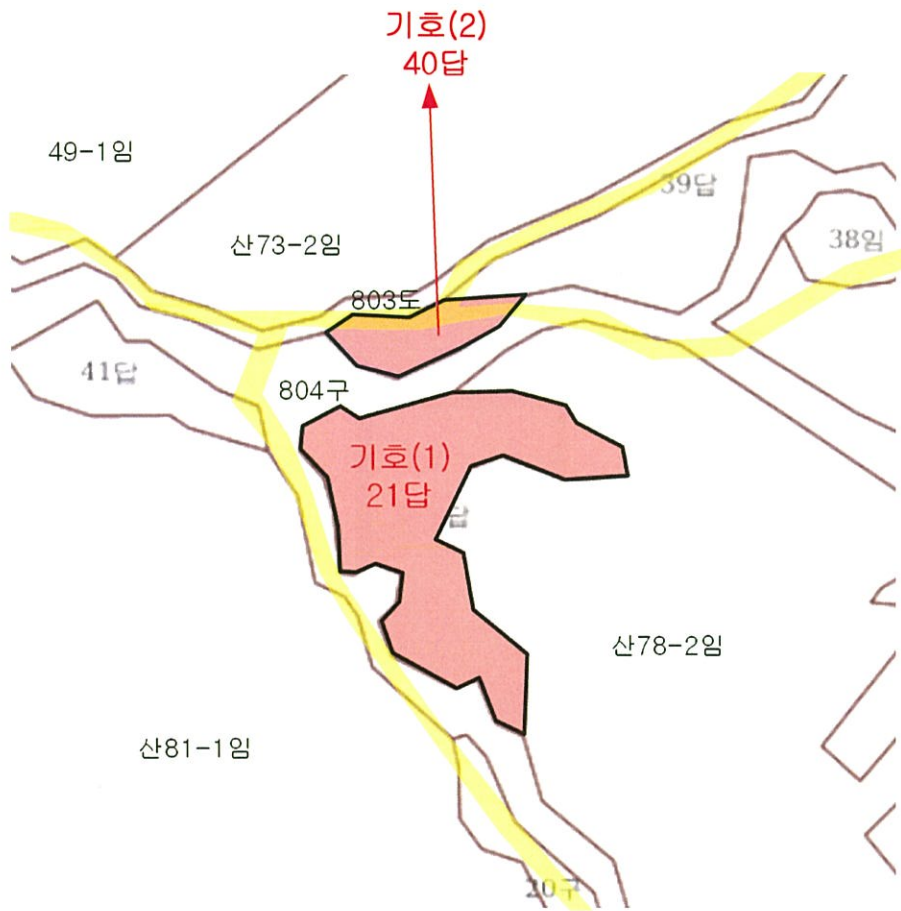 기호(2)
40답
49-1임
39답
산73-2임
38임
803도
41답
804구
기호(1)
21답
답
산78-2임
산81-1임
20구